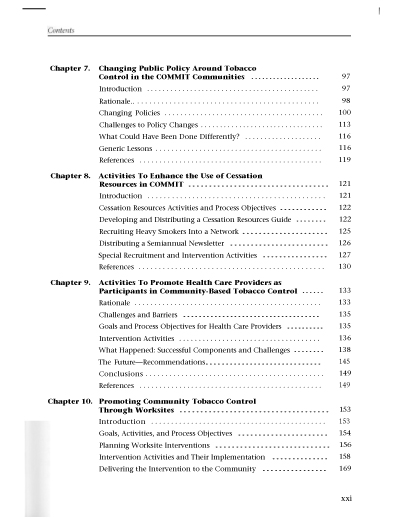 Contents
Chapter 7. Changing Public Policy Around Tobacco
Control in the COMMIT Communities .................. 97
Introduction ............................................ 97
Rationale.. ............................................... 98
Changing Policies ........................................ 100
Challenges to Policy Changes ............................... 113
What Could Have Been Done Differently? .................... 116
Generic Lessons ........................................... 116
References ............................................... 119
Chapter 8. Activities To Enhance the Use of Cessation
Resources in COMMIT .................................... 121
Introduction .............................................. 121
Cessation Resources Activities and Process Objectives ............ 122
Developing and Distributing a Cessation Resources Guide ........ 122
Recruiting Heavy Smokers Into a Network ...................... 125
Distributing a Semiannual Newsletter ......................... 126
Special Recruitment and Intervention Activities ................. 127
References ................................................ 130
Chapter 9. Activities To Promote Health Care Providers as
Participants in Community-Based Tobacco Control ...... 133
Rationale ................................................ 133
Challenges and Barriers ................................... 135
Goals and Process Objectives for Health Care Providers .......... 135
Intervention Activities ..................................... 136
What Happened: Successful Components and Challenges ........ 138
The Future—Recommendations.............................. 145
Conclusions .............................................. 149
References ............................................... 149
Chapter 10. Promoting Community Tobacco Control
Through Worksites ...................................... 153
Introduction ............................................. 153
Goals, Activities, and Process Objectives ....................... 154
Planning Worksite Interventions ............................. 156
Intervention Activities and Their Implementation .............. 158
Delivering the Intervention to the Community ................. 169
xxi